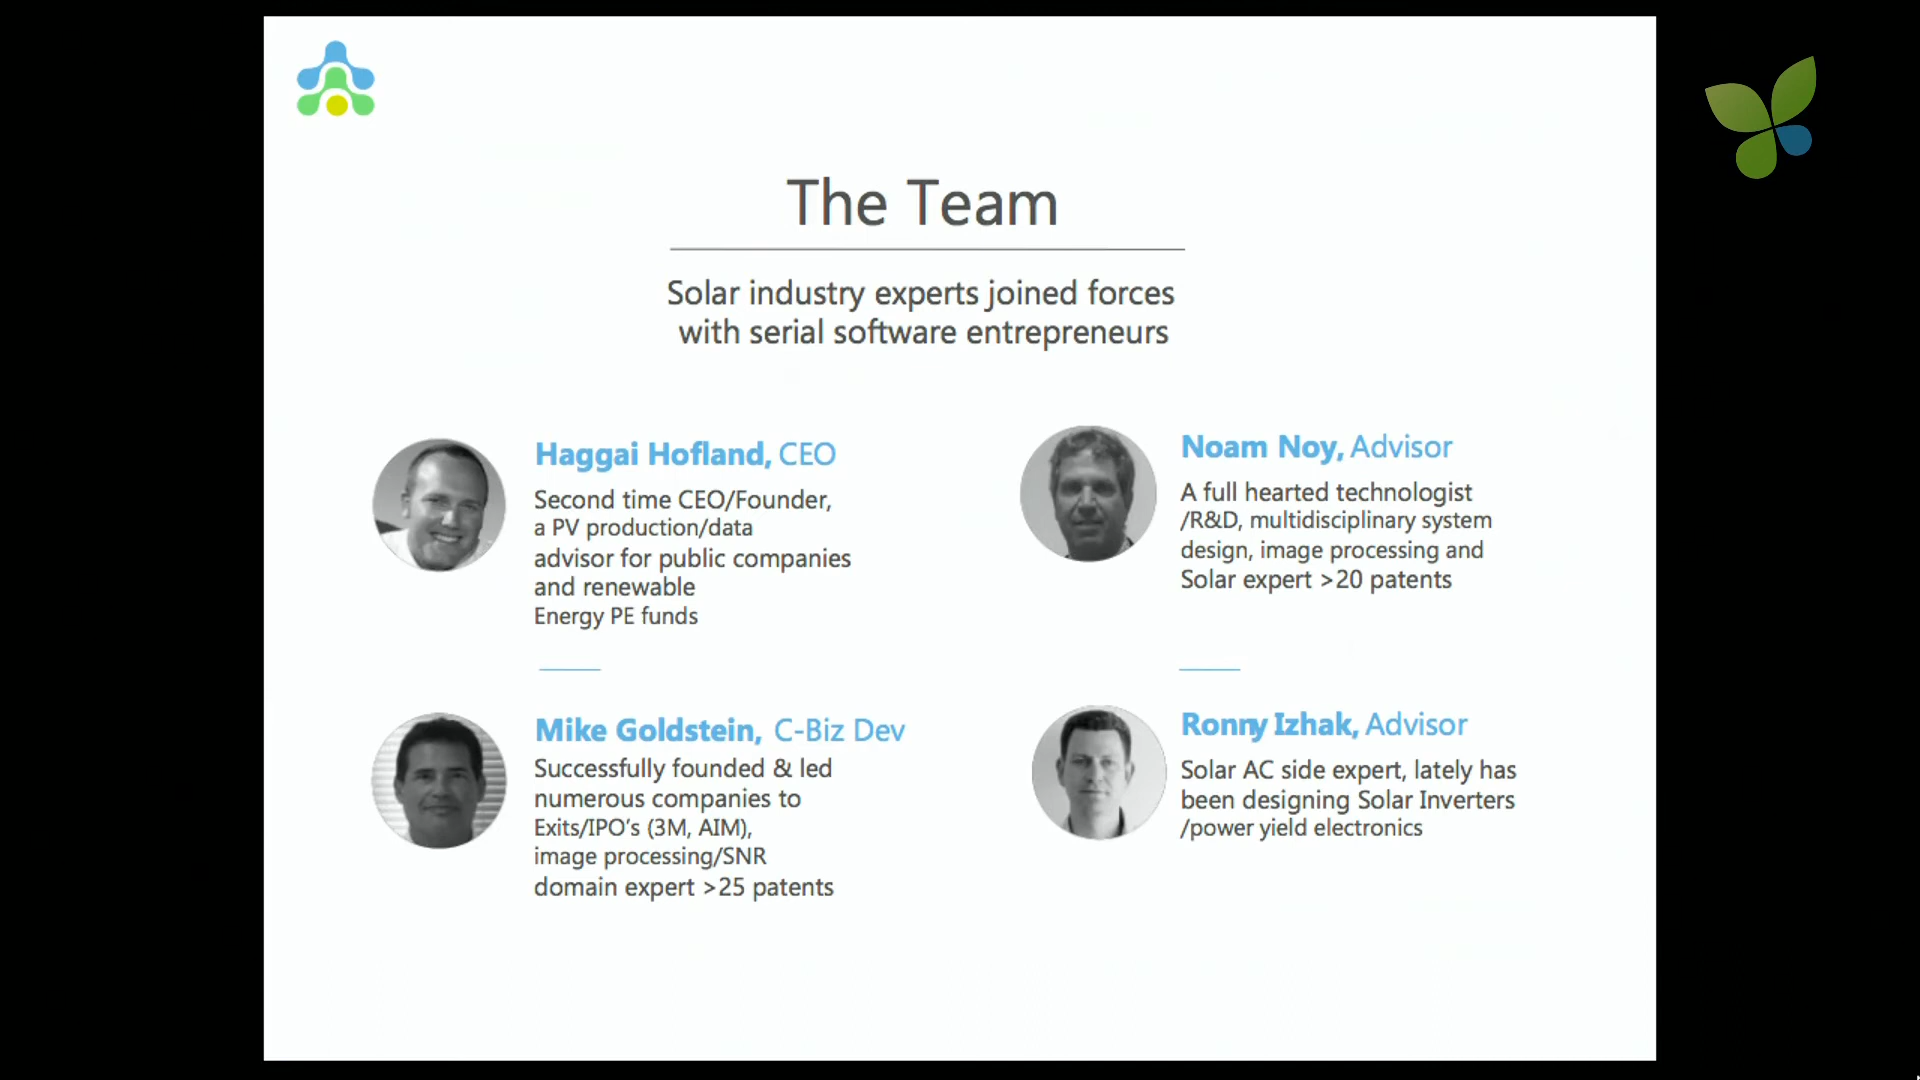 The Team
Solar industry experts joined forces
with serial software entrepreneurs
Haggai Hofland, CEO
Second time CEO/Founder,
a PV production/data
advisor for public companies
and renewable
Energy PE funds
Noam Noy, Advisor
A full hearted technologist
/R&D, multidisciplinary system
design, image processing and
Solar expert >20 patents
Mike Goldstein, C-Biz Dev
Successfully founded & led
numerous companies to
Exits/IPO's (3M, AIM),
image processing/SNR
domain expert >25 patents
Ronny Izhak, Advisor
Solar AC side expert, lately has
been designing Solar Inverters
/power yield electronics